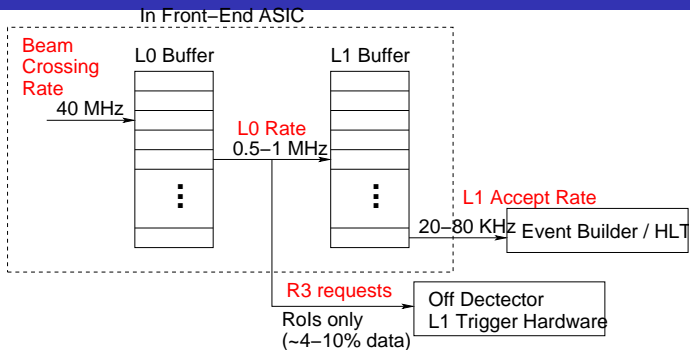 In Front−End ASIC
Beam
Crossing
Rate
L0 Buffer
L1 Buffer
40 MHz
L0 Rate
0.5−1 MHz
L1 Accept Rate
20−80 KHz
Event Builder / HLT
R3 requests
RoIs only
(~4−10% data)
Off Dectector
L1 Trigger Hardware